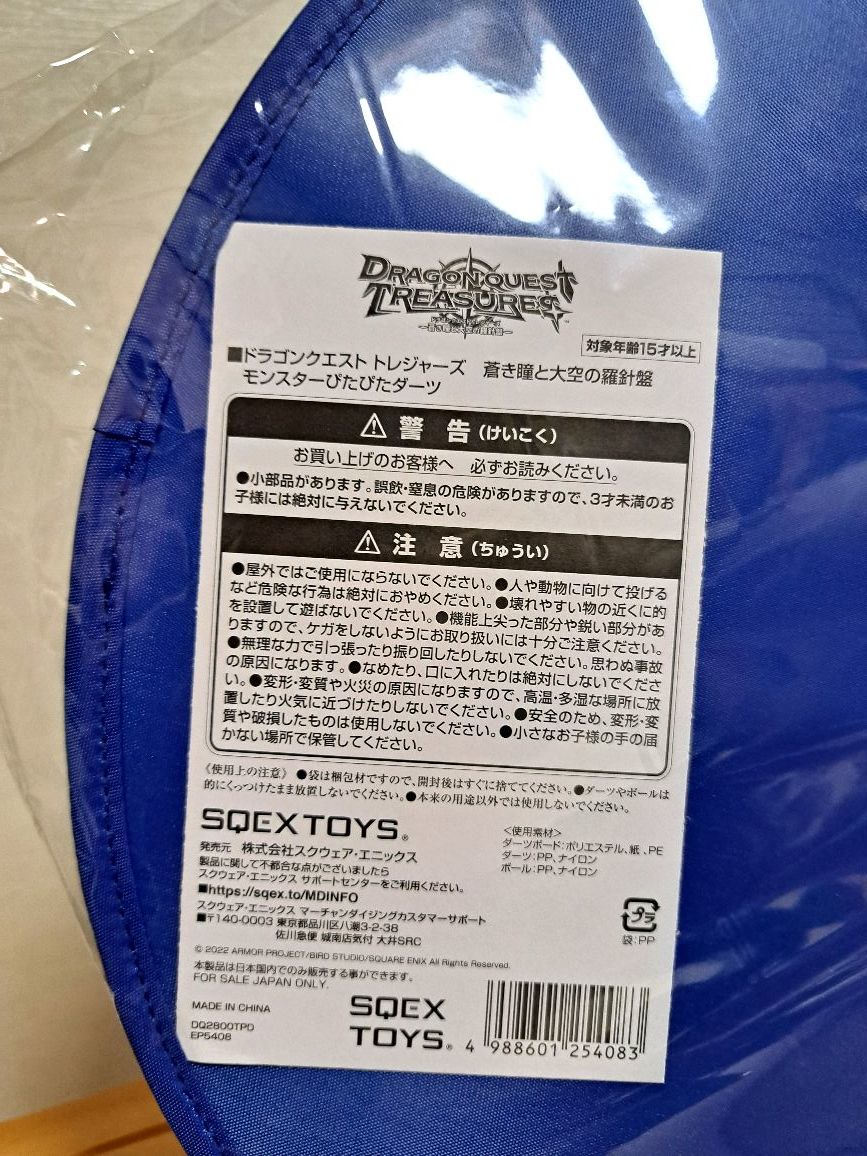 DRAGON QUEST
TREASURES
ドラゴンクエスト トレジャーズ
ー蒼き瞳と大空の羅針盤ー
対象年齢15才以上
■ドラゴンクエスト トレジャーズ 蒼き瞳と大空の羅針盤
モンスターぴたぴたダーツ
⚠ 警 告 (けいこく)
お買い上げのお客様へ 必ずお読みください。
●小部品があります。誤飲・窒息の危険がありますので、3才未満のお
子様には絶対に与えないでください。
⚠ 注 意 (ちゅうい)
●屋外ではご使用にならないでください。●人や動物に向けて投げる
など危険な行為は絶対におやめください。●壊れやすい物の近くに的
を設置して遊ばないでください。●機能上尖った部分や鋭い部分があ
りますので、ケガをしないようにお取り扱いには十分ご注意ください。
●無理な力で引っ張ったり振り回したりしないでください。思わぬ事故
の原因になります。●なめたり、口に入れたりは絶対にしないでくださ
い。●変形・変質や火災の原因になりますので、高温・多湿な場所に放
置したり火気に近づけたりしないでください。●安全のため、変形・変
質や破損したものは使用しないでください。●小さなお子様の手の届
かない場所で保管してください。
《使用上の注意》 ●袋は梱包材ですので、開封後はすぐに捨ててください。●ダーツやボールは
的にくっつけたまま放置しないでください。●本来の用途以外では使用しないでください。
SQEX TOYS®
発売元 株式会社スクウェア・エニックス
製品に関して不都合な点がございましたら
スクウェア・エニックス サポートセンターをご利用ください。
■https://sqex.to/MDINFO
スクウェア・エニックス マーチャンダイジングカスタマーサポート
■〒140-0003 東京都品川区八潮3-2-38
佐川急便 城南店気付 大井SRC
<使用素材>
ダーツボード:ポリエステル、紙、PE
ダーツ:PP、ナイロン
ボール:PP、ナイロン
プラ
袋:PP
© 2022 ARMOR PROJECT/BIRD STUDIO/SQUARE ENIX All Rights Reserved.
本製品は日本国内でのみ販売する事ができます。
FOR SALE JAPAN ONLY.
MADE IN CHINA
DQ2800TPD
EP5408
SQEX
TOYS®
4 988601 254083